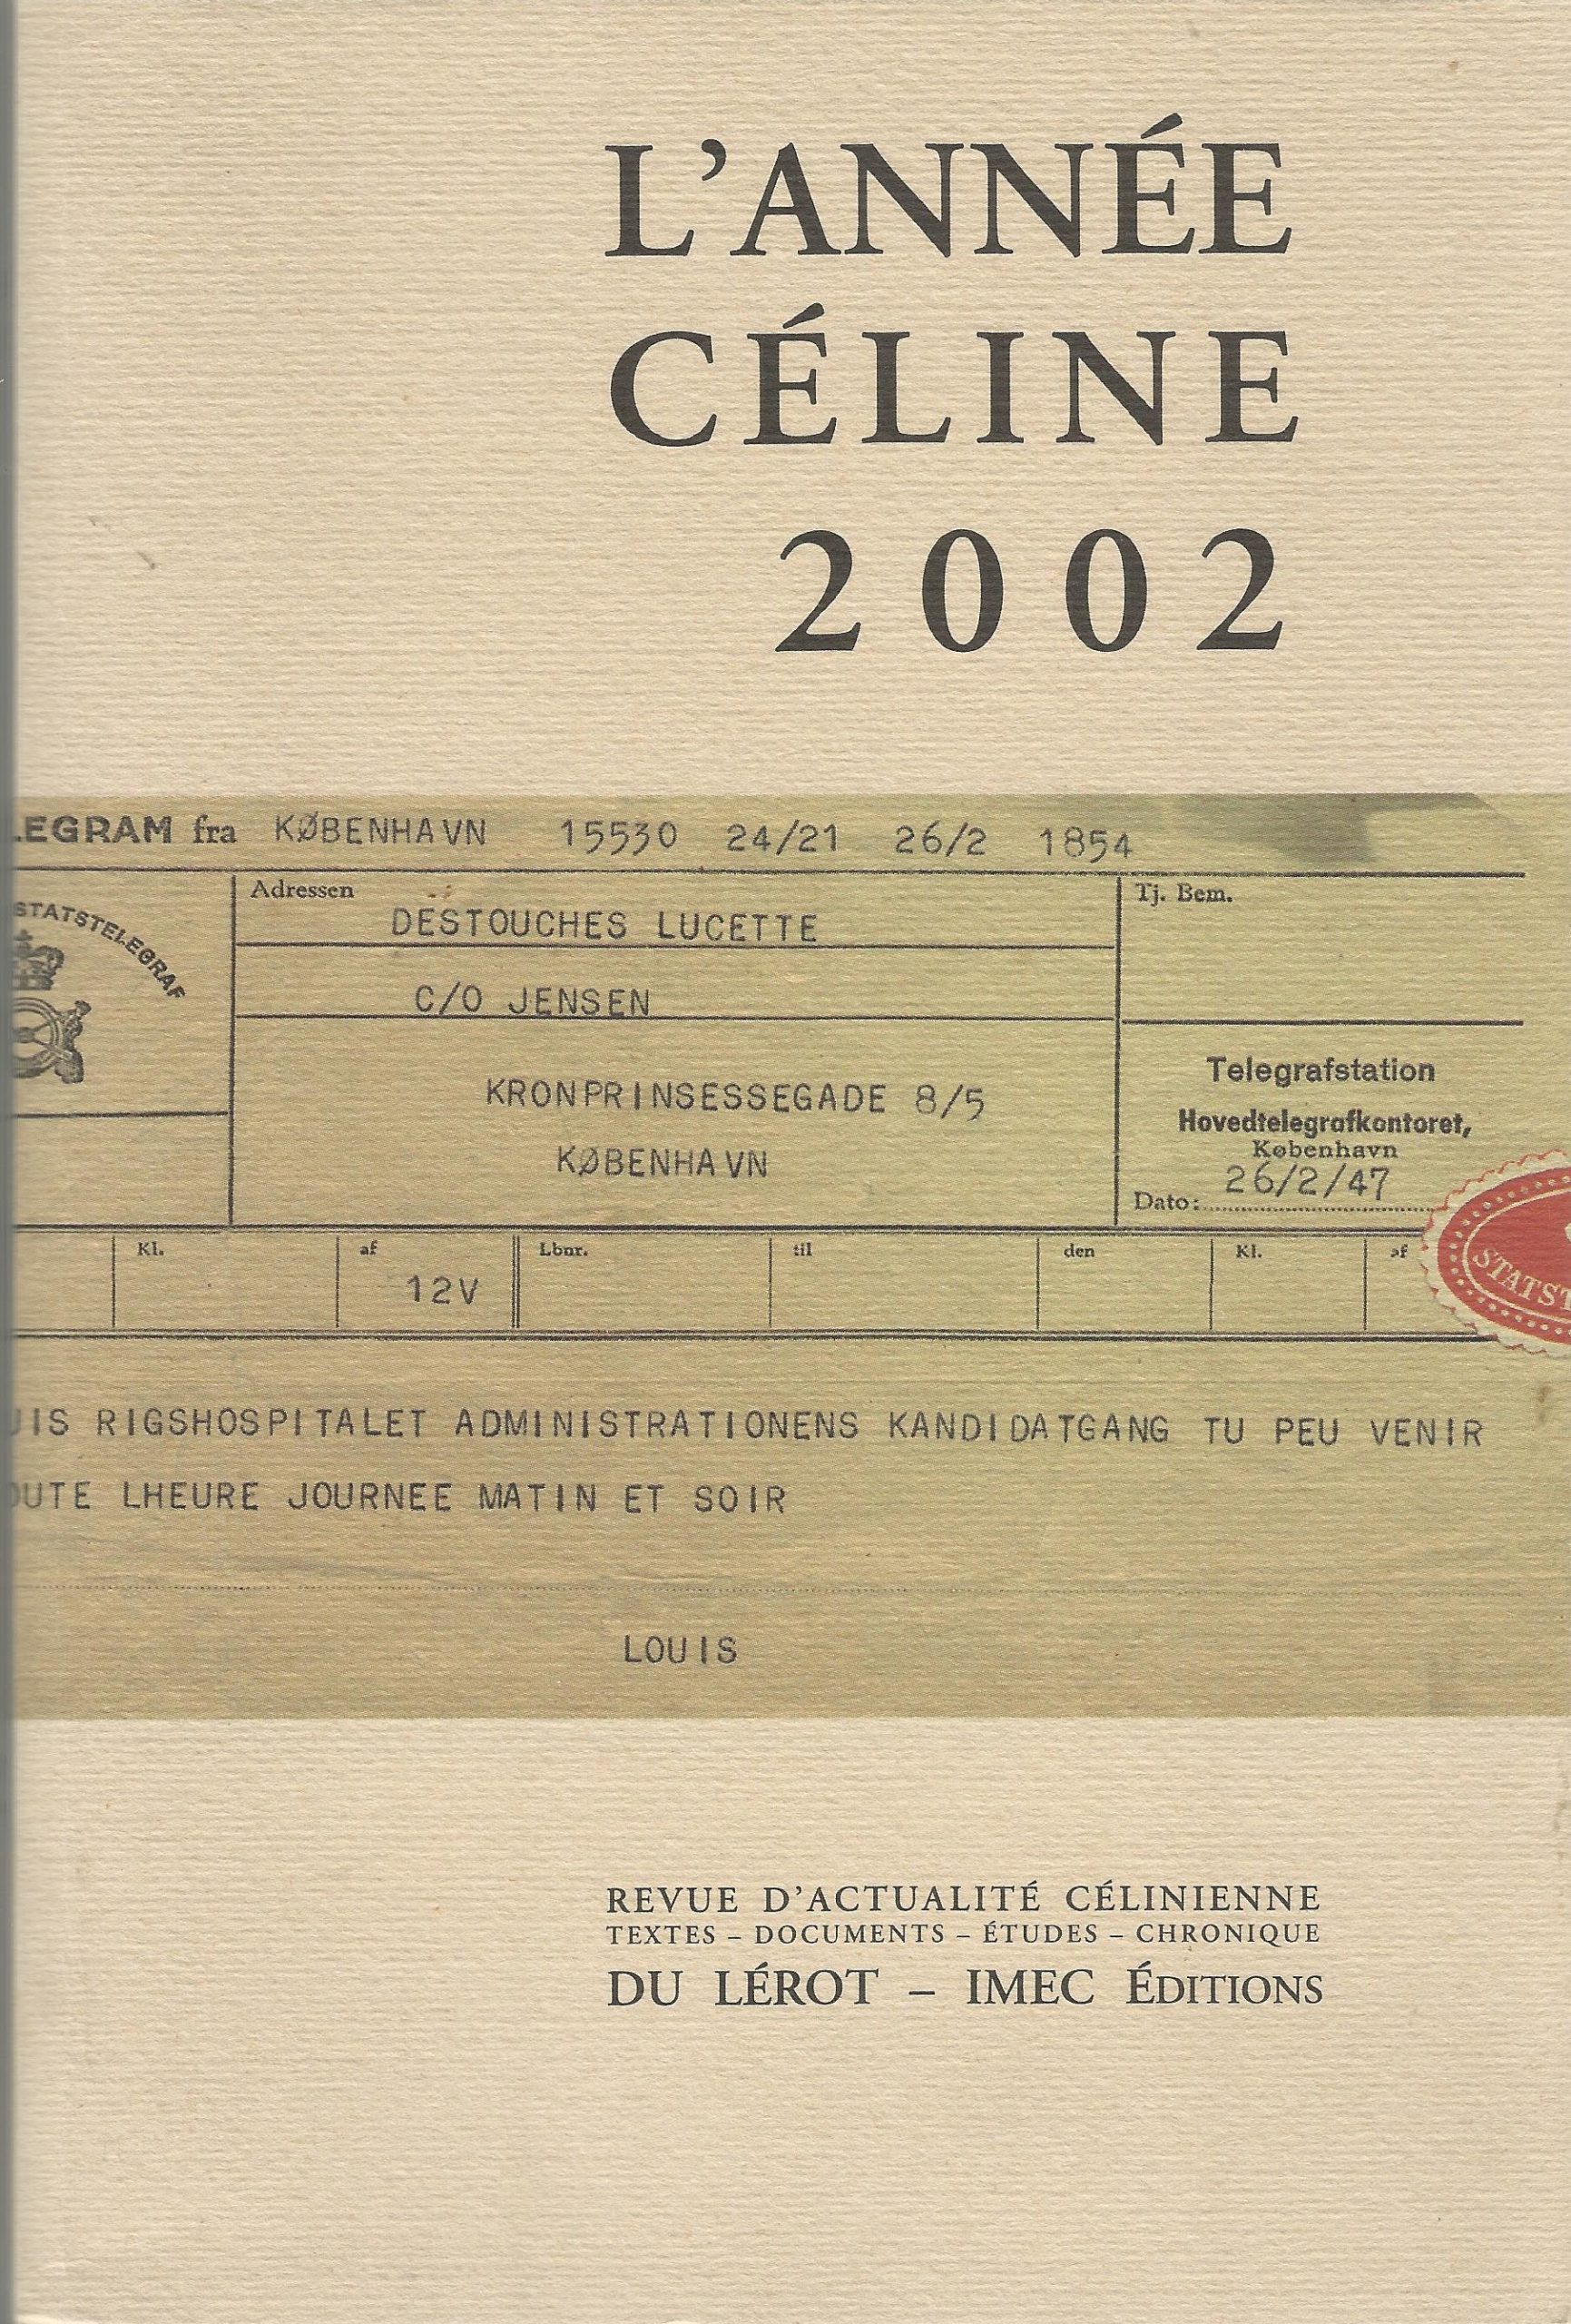 L'ANNÉE
CÉLINE
2002
LEGRAM fra KØBENHAVN 15530 24/21 26/2 1854
STATSTELEGRAF
Adressen
DESTOUCHES LUCETTE
C/O JENSEN
KRONPRINSESSEGADE 8/5
KØBENHAVN
Tj. Bem.
Telegrafstation
Hovedtelegrafkontoret,
København
Dato: 26/2/47
Kl. af 12V Lbnr. til den Kl. af
STATST
UIS RIGSHOSPITALET ADMINISTRATIONENS KANDIDATGANG TU PEU VENIR
OUTE LHEURE JOURNEE MATIN ET SOIR
LOUIS
REVUE D'ACTUALITÉ CÉLINIENNE
TEXTES – DOCUMENTS – ÉTUDES – CHRONIQUE
DU LÉROT – IMEC ÉDITIONS